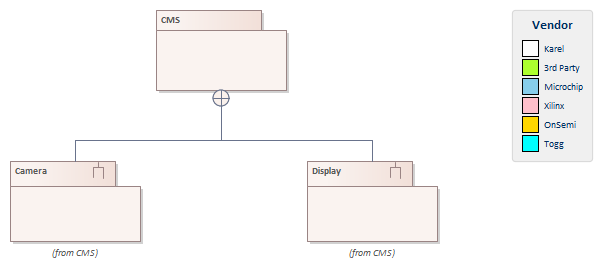 CMS
Camera
(from CMS)
Display
(from CMS)
Vendor
Karel
3rd Party
Microchip
Xilinx
OnSemi
Togg